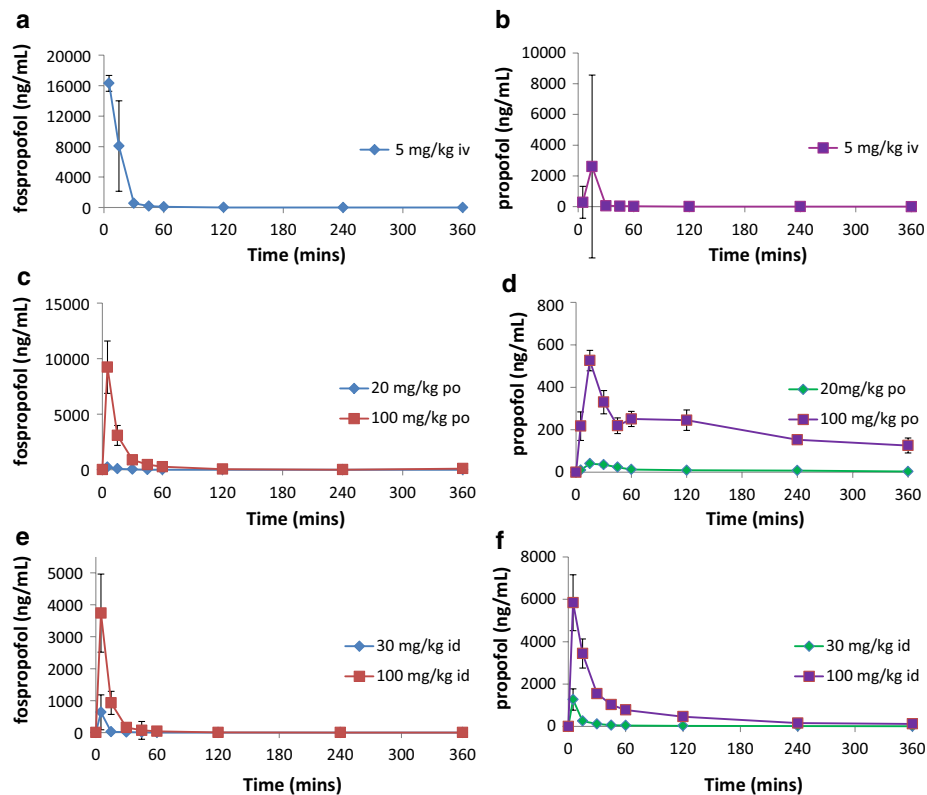 a
fospropofol (ng/mL)
20000
16000
12000
8000
4000
0
0 60 120 180 240 300 360
Time (mins)
5 mg/kg iv
b
propofol (ng/mL)
10000
8000
6000
4000
2000
0
0 60 120 180 240 300 360
Time (mins)
5 mg/kg iv
c
fospropofol (ng/mL)
15000
10000
5000
0
0 60 120 180 240 300 360
Time (mins)
20 mg/kg po
100 mg/kg po
d
propofol (ng/mL)
800
600
400
200
0
0 60 120 180 240 300 360
Time (mins)
20mg/kg po
100 mg/kg po
e
fospropofol (ng/mL)
5000
4000
3000
2000
1000
0
0 60 120 180 240 300 360
Time (mins)
30 mg/kg id
100 mg/kg id
f
propofol (ng/mL)
8000
6000
4000
2000
0
0 60 120 180 240 300 360
Time (mins)
30 mg/kg id
100 mg/kg id